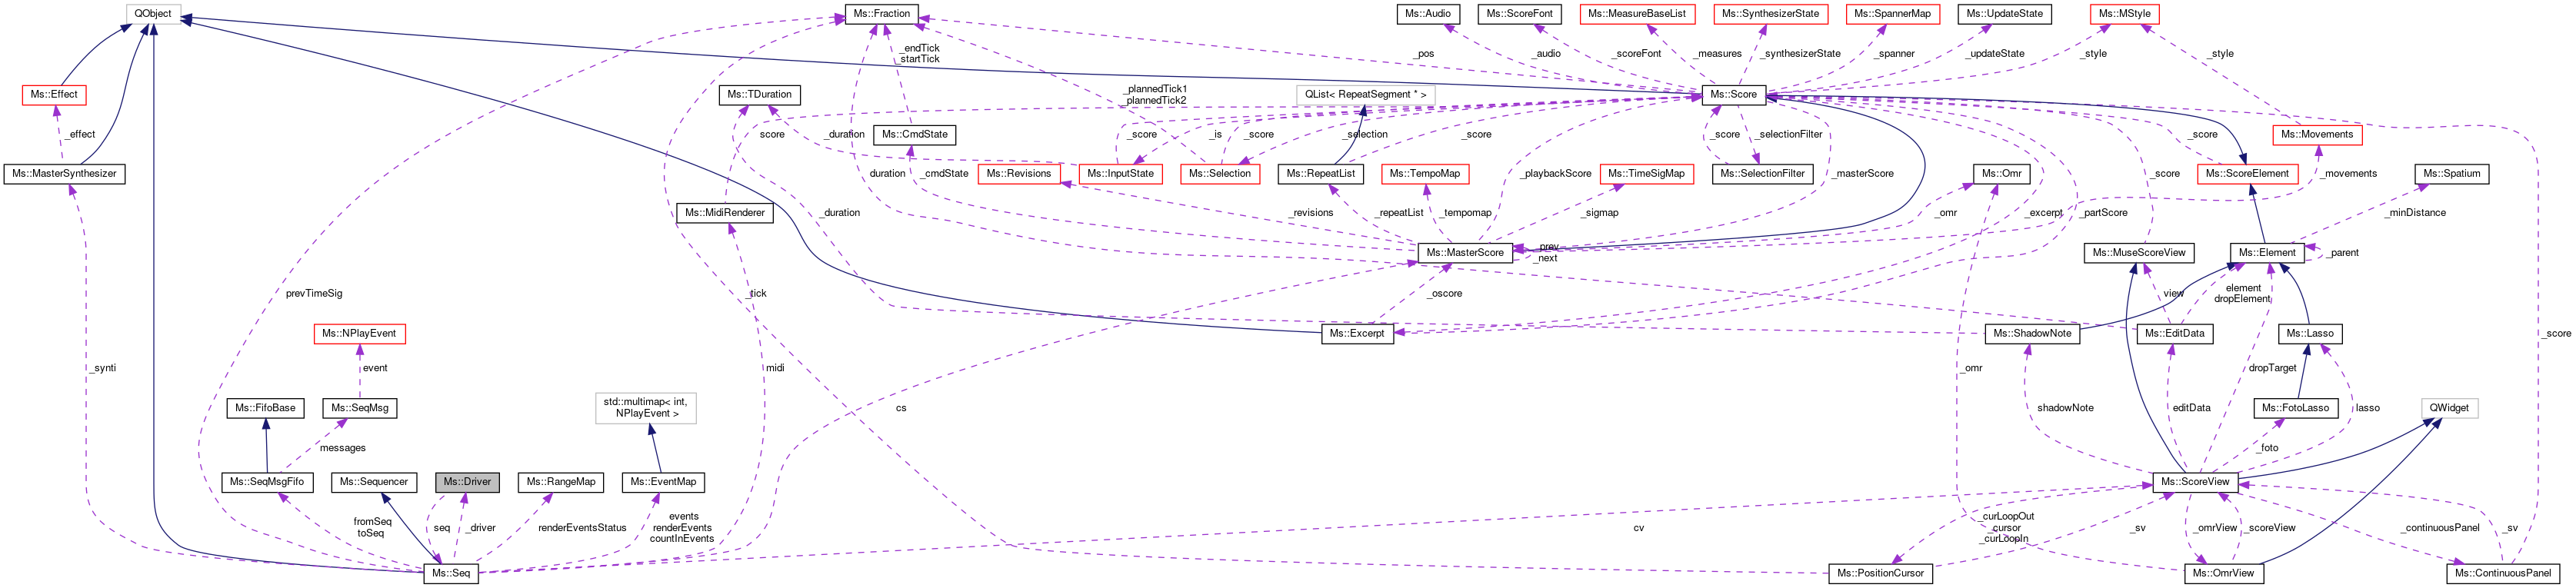 QObject
Ms::Fraction
Ms::Audio
Ms::ScoreFont
Ms::MeasureBaseList
Ms::SynthesizerState
Ms::SpannerMap
Ms::UpdateState
Ms::MStyle
_endTick
_startTick
_pos
_audio
_scoreFont
_measures
_synthesizerState
_spanner
_updateState
_style
_style
Ms::Effect
Ms::TDuration
_plannedTick1
_plannedTick2
QList< RepeatSegment * >
Ms::Score
_effect
score
_duration
Ms::CmdState
_score
_is
_score
_selection
_score
_score
_selectionFilter
_score
Ms::Movements
Ms::MasterSynthesizer
duration
_cmdState
Ms::Revisions
Ms::InputState
Ms::Selection
Ms::RepeatList
Ms::TempoMap
_playbackScore
Ms::TimeSigMap
Ms::SelectionFilter
_masterScore
Ms::Omr
_score
Ms::ScoreElement
_movements
Ms::Spatium
Ms::MidiRenderer
_duration
_revisions
_repeatList
_tempomap
_sigmap
_omr
_excerpt
_partScore
_minDistance
Ms::MasterScore
_prev
_next
Ms::MuseScoreView
Ms::Element
_parent
prevTimeSig
_tick
_oscore
view
element
dropElement
Ms::NPlayEvent
Ms::Excerpt
Ms::ShadowNote
Ms::EditData
Ms::Lasso
_score
_synti
event
midi
_omr
dropTarget
Ms::FifoBase
Ms::SeqMsg
std::multimap< int,
NPlayEvent >
cs
shadowNote
editData
lasso
Ms::FotoLasso
QWidget
messages
_foto
Ms::SeqMsgFifo
Ms::Sequencer
Ms::Driver
Ms::RangeMap
Ms::EventMap
Ms::ScoreView
fromSeq
toSeq
seq
_driver
renderEventsStatus
events
renderEvents
countInEvents
cv
_curLoopOut
_cursor
_curLoopIn
_sv
_omrView
_scoreView
_continuousPanel
_sv
Ms::Seq
Ms::PositionCursor
Ms::OmrView
Ms::ContinuousPanel